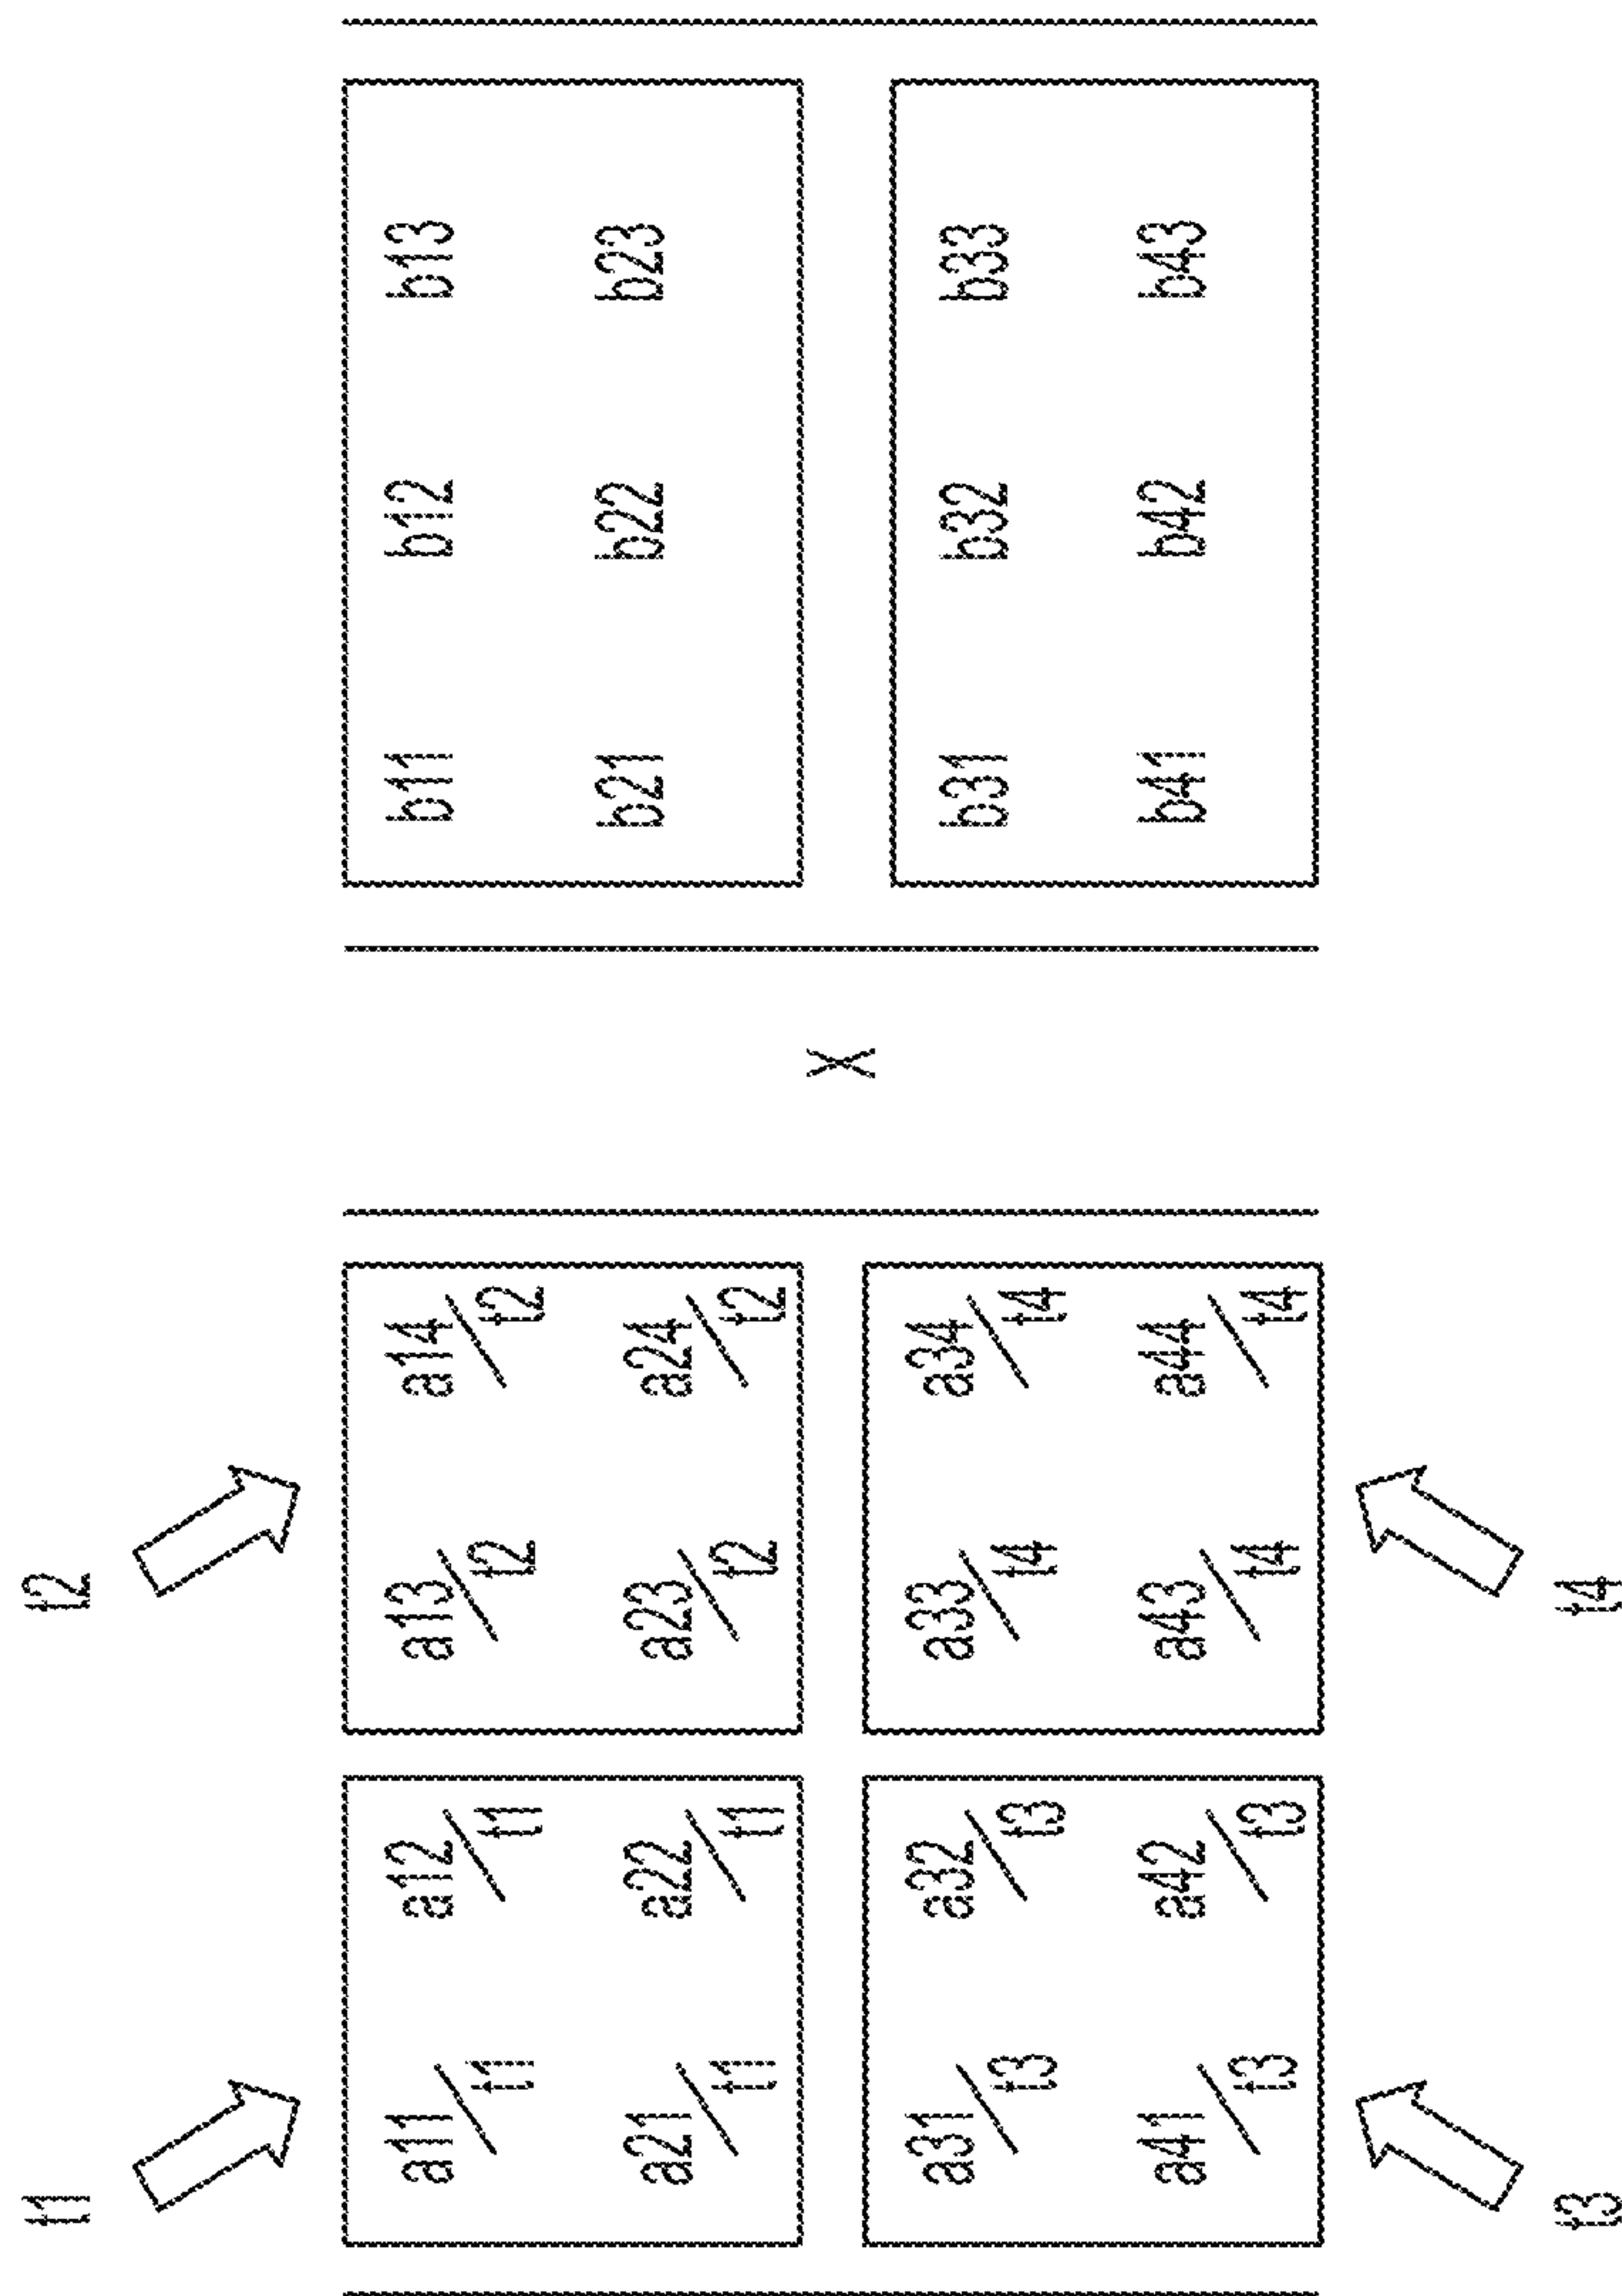 t1 t2
a11/t1 a12/t1 a13/t2 a14/t2 b11 b12 b13
a21/t1 a22/t1 a23/t2 a24/t2 b21 b22 b23
X
a31/t3 a32/t3 a33/t4 a34/t4 b31 b32 b33
a41/t3 a42/t3 a43/t4 a44/t4 b41 b42 b43
t3 t4